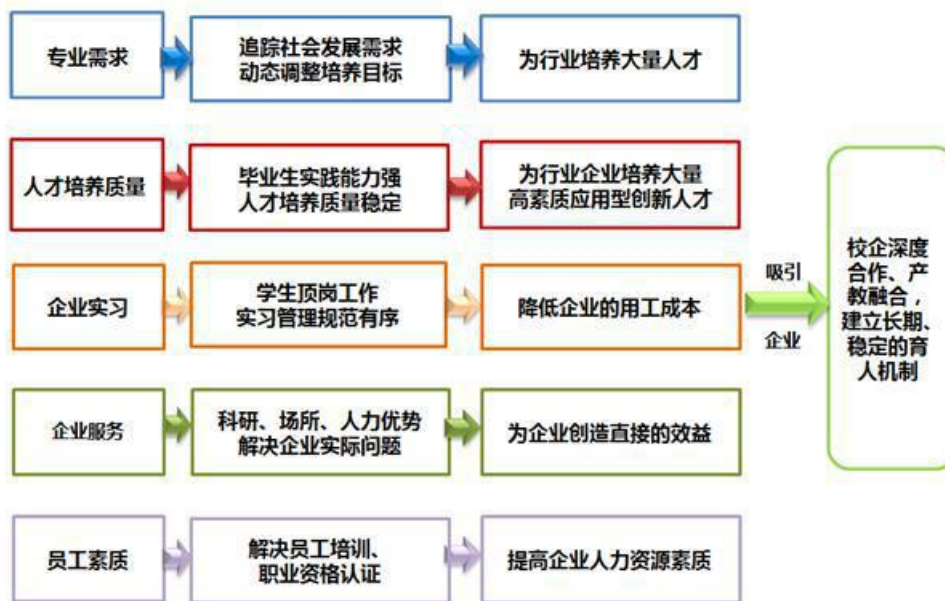 专业需求
追踪社会发展需求
动态调整培养目标
为行业培养大量人才
人才培养质量
毕业生实践能力强
人才培养质量稳定
为行业企业培养大量
高素质应用型创新人才
企业实习
学生顶岗工作
实习管理规范有序
降低企业的用工成本
企业服务
科研、场所、人力优势
解决企业实际问题
为企业创造直接的效益
员工素质
解决员工培训、
职业资格认证
提高企业人力资源素质
吸引
企业
校企深度
合作、产
教融合，
建立长期、
稳定的育
人机制